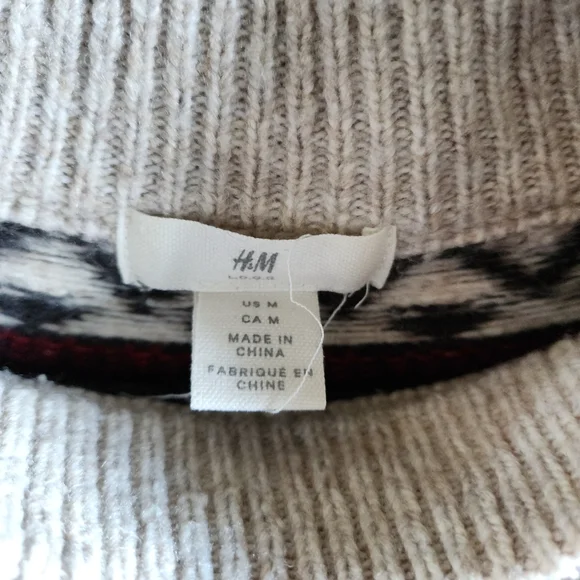 H&M
L.O.G.G
US M
CA M
MADE IN
CHINA
FABRIQUÉ EN
CHINE